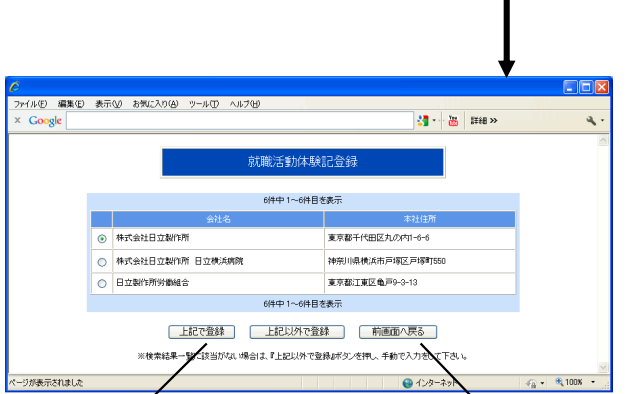 ファイル(F) 編集(E) 表示(V) お気に入り(A) ツール(T) ヘルプ(H)
× Google 詳細 »
就職活動体験記登録
6件中 1～6件目を表示
会社名 本社住所
株式会社日立製作所 東京都千代田区丸の内1-6-6
株式会社日立製作所 日立横浜病院 神奈川県横浜市戸塚区戸塚町550
日立製作所労働組合 東京都江東区亀戸9-3-13
6件中 1～6件目を表示
上記で登録 上記以外で登録 前画面へ戻る
※検索結果一覧に該当がない場合は、『上記以外で登録』ボタンを押し、手動で入力をして下さい。
ページが表示されました インターネット 100%